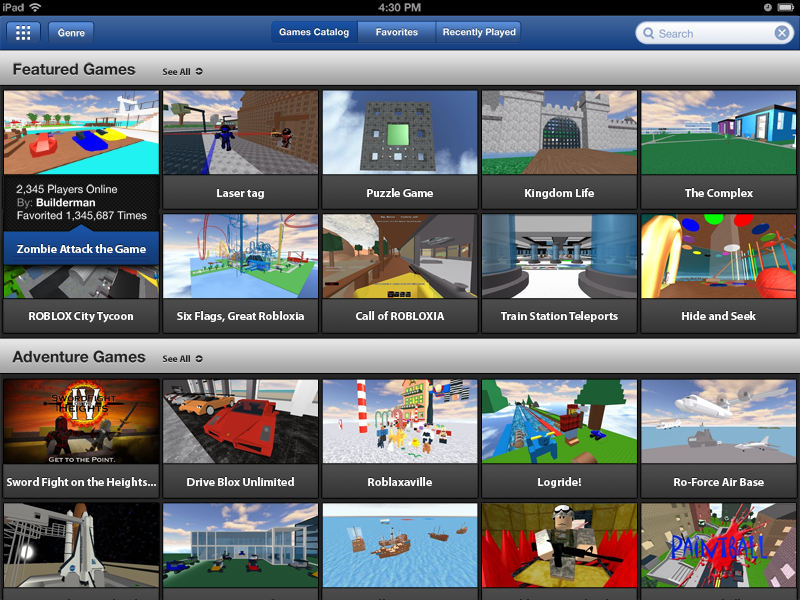 iPad
4:30 PM
Genre
Games Catalog
Favorites
Recently Played
Search
Featured Games
See All
2,345 Players Online
By: Builderman
Favorited 1,345,687 Times
Zombie Attack the Game
Laser tag
Puzzle Game
Kingdom Life
The Complex
ROBLOX City Tycoon
Six Flags, Great Robloxia
Call of ROBLOXIA
Train Station Teleports
Hide and Seek
Adventure Games
See All
SwordFight
on the
Heights
IV
Get to the Point.
Sword Fight on the Heights...
Drive Blox Unlimited
Roblaxaville
Logride!
Ro-Force Air Base
PAINTBALL